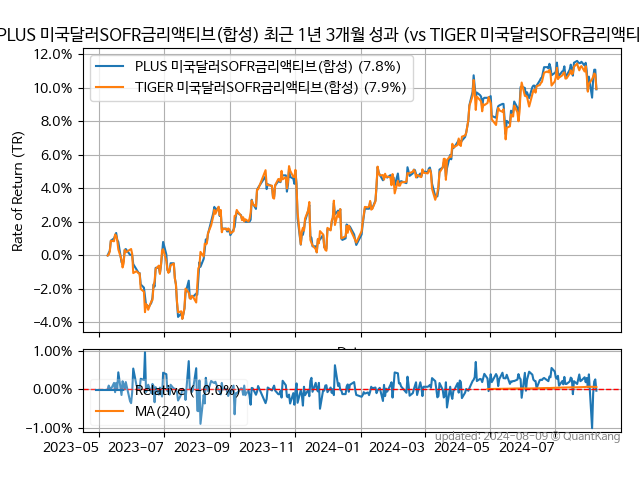 PLUS 미국달러SOFR금리액티브(합성) 최근 1년 3개월 성과 (vs TIGER 미국달러SOFR금리액티
12.0%
10.0%
8.0%
6.0%
4.0%
2.0%
0.0%
−2.0%
−4.0%
Rate of Return (TR)
PLUS 미국달러SOFR금리액티브(합성) (7.8%)
TIGER 미국달러SOFR금리액티브(합성) (7.9%)
1.00%
0.00%
−1.00%
Relative (−0.0%)
MA(240)
2023-05 2023-07 2023-09 2023-11 2024-01 2024-03 2024-05 2024-07
updated: 2024-08-09 © QuantKang